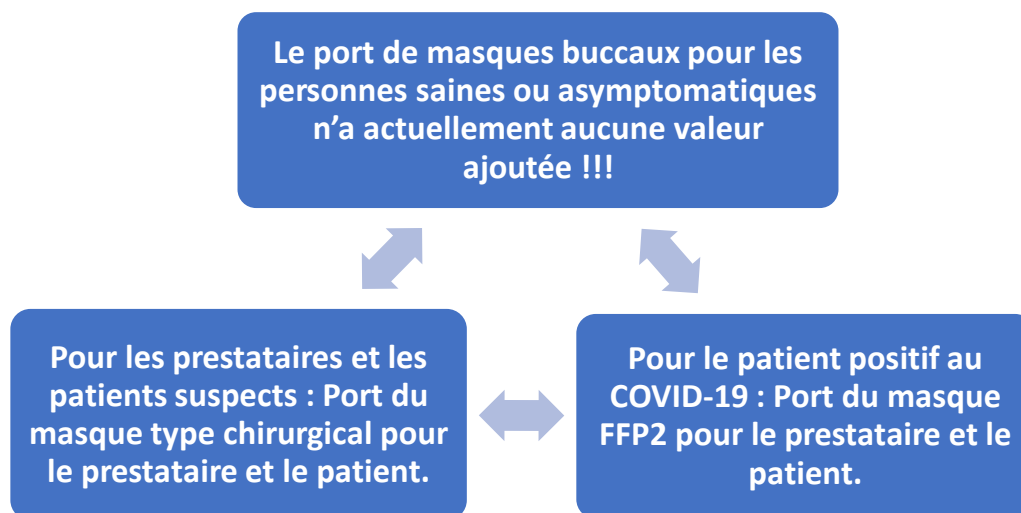 Le port de masques buccaux pour les
personnes saines ou asymptomatiques
n’a actuellement aucune valeur
ajoutée !!!
Pour les prestataires et les
patients suspects : Port du
masque type chirurgical pour
le prestataire et le patient.
Pour le patient positif au
COVID-19 : Port du masque
FFP2 pour le prestataire et le
patient.